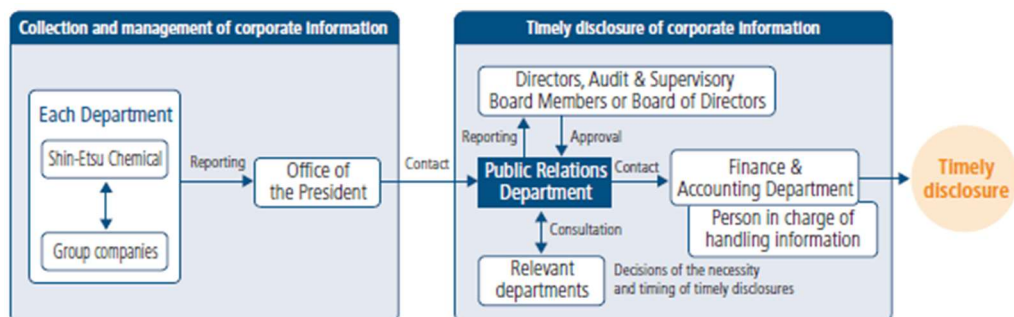 Collection and management of corporate information
Each Department
Shin-Etsu Chemical
Group companies
Reporting
Office of
the President
Contact
Timely disclosure of corporate information
Directors, Audit & Supervisory
Board Members or Board of Directors
Reporting
Approval
Public Relations
Department
Contact
Finance &
Accounting Department
Person in charge of
handling information
Consultation
Relevant
departments
Decisions of the necessity
and timing of timely disclosures
Timely
disclosure